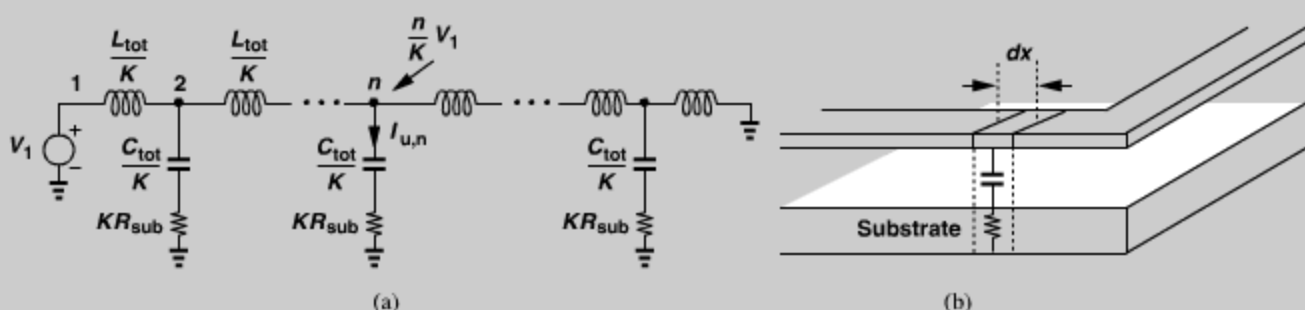 L_tot/K
L_tot/K
n/K V_1
1
2
n
V_1
+
−
C_tot/K
I_u,n
C_tot/K
C_tot/K
KR_sub
KR_sub
KR_sub
...
...
(a)
dx
Substrate
(b)